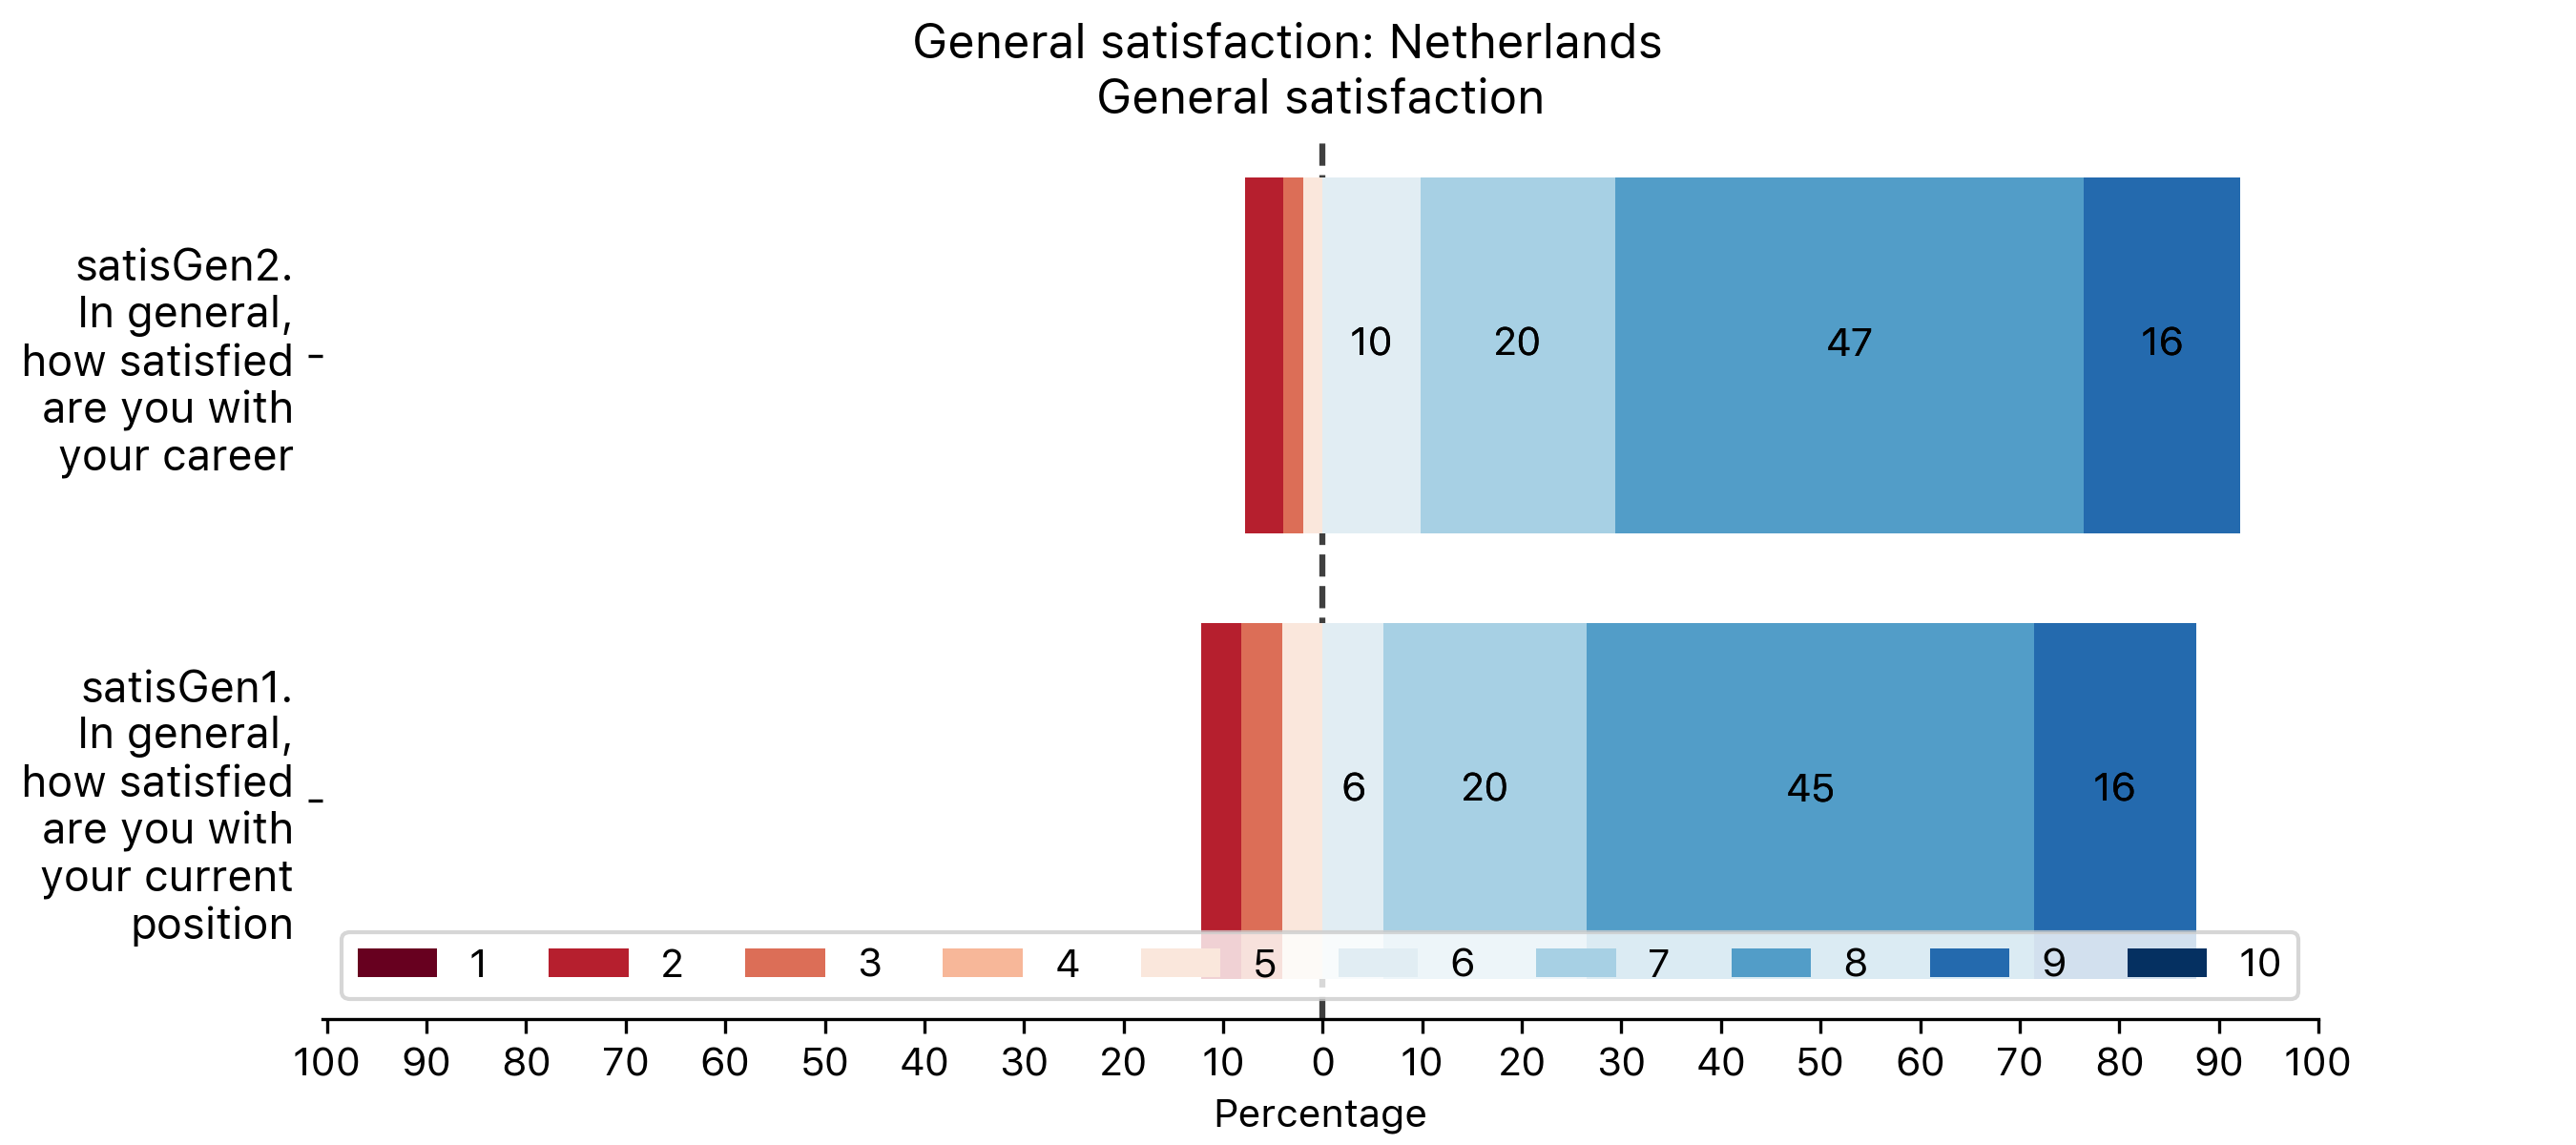 General satisfaction: Netherlands
General satisfaction
satisGen2.
In general,
how satisfied
are you with
your career
10 20 47 16
satisGen1.
In general,
how satisfied
are you with
your current
position
6 20 45 16
1 2 3 4 5 6 7 8 9 10
100 90 80 70 60 50 40 30 20 10 0 10 20 30 40 50 60 70 80 90 100
Percentage